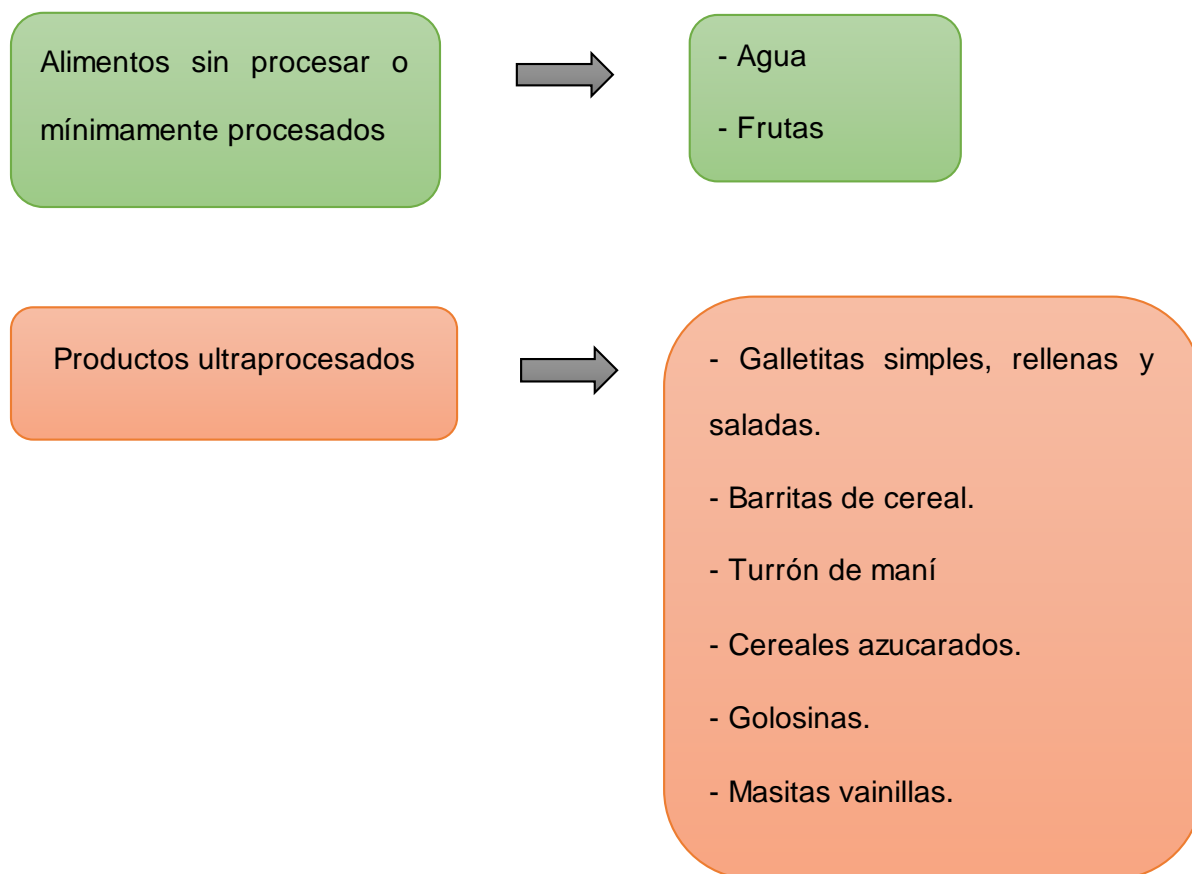 Alimentos sin procesar o
mínimamente procesados
- Agua
- Frutas
Productos ultraprocesados
- Galletitas simples, rellenas y
saladas.
- Barritas de cereal.
- Turrón de maní
- Cereales azucarados.
- Golosinas.
- Masitas vainillas.